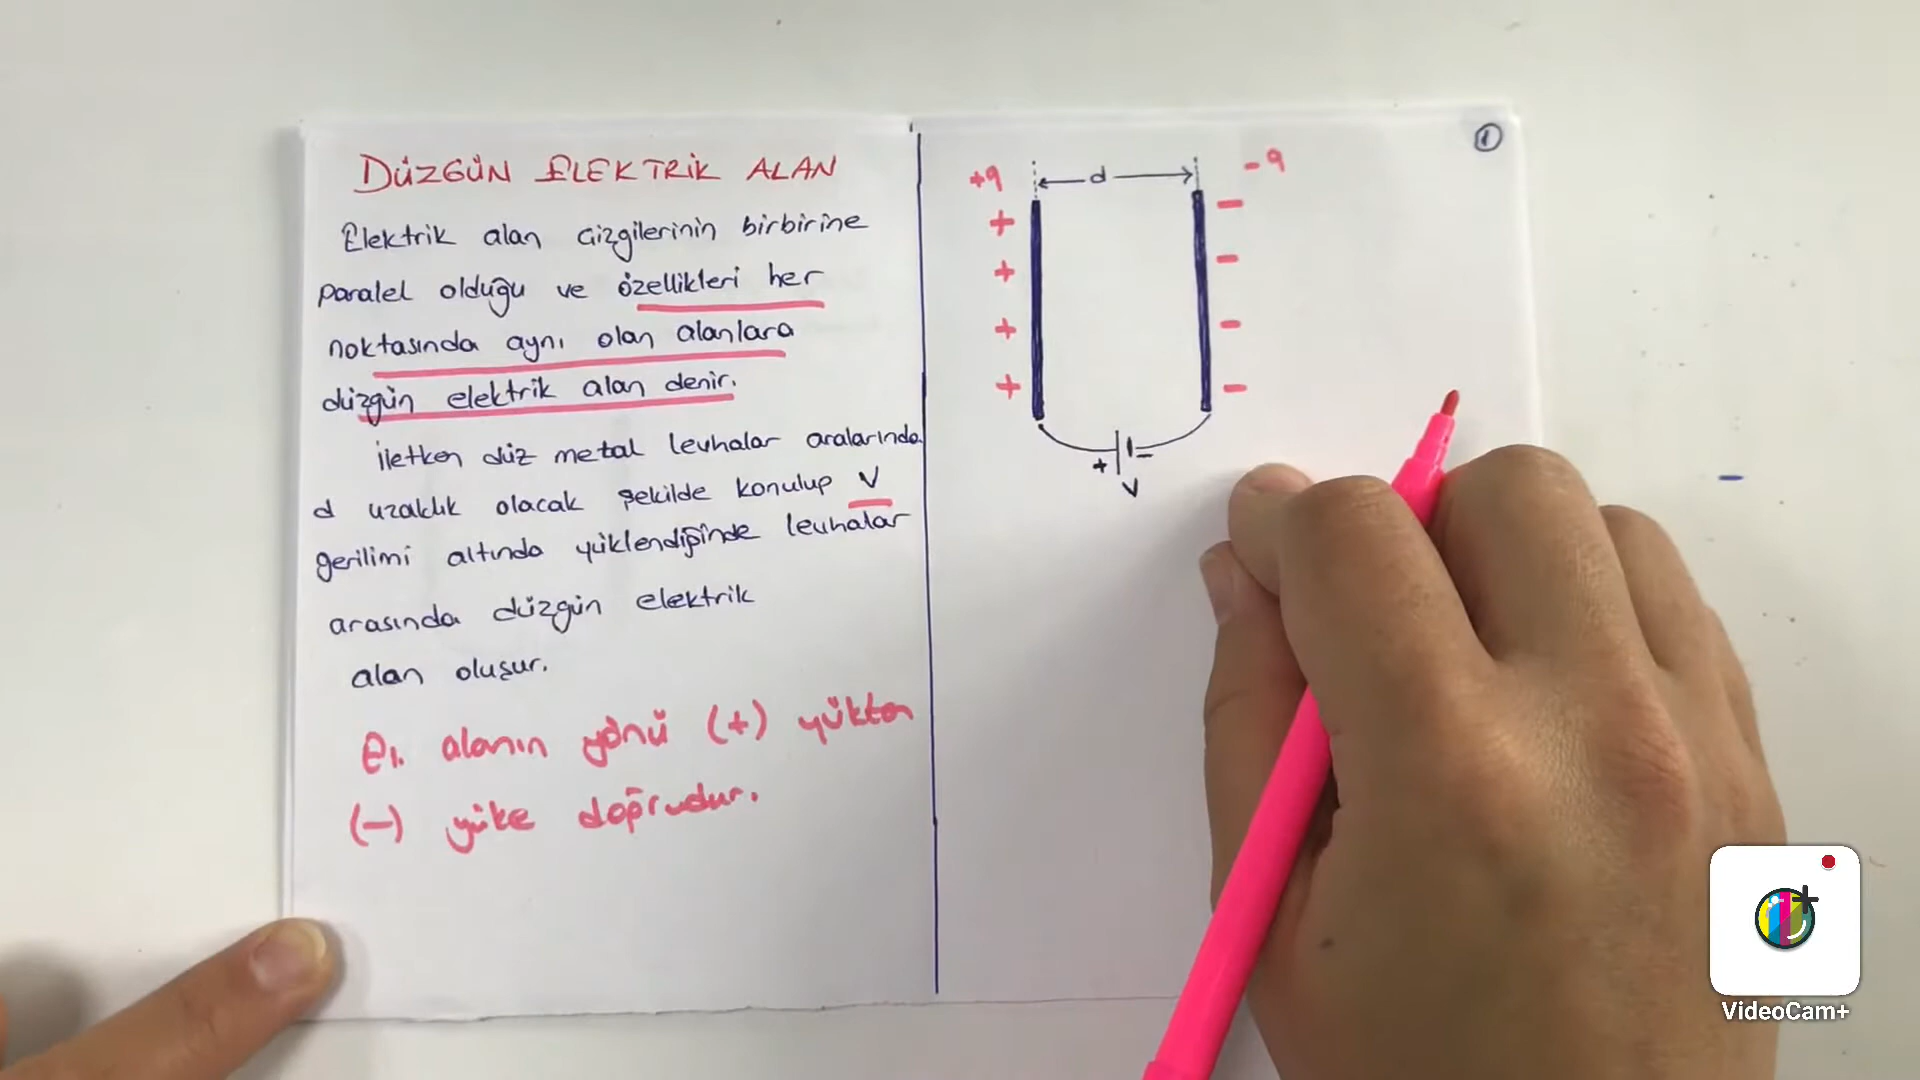 DÜZGÜN ELEKTRİK ALAN
Elektrik alan çizgilerinin birbirine
paralel olduğu ve özellikleri her
noktasında aynı olan alanlara
düzgün elektrik alan denir.
İletken düz metal levhalar aralarında
d uzaklık olacak şekilde konulup V
gerilimi altında yüklendiğinde levhalar
arasında düzgün elektrik
alan oluşur.
El. alanın yönü (+) yükten
(-) yüke doğrudur.
1
+q d -q
+ -
+ -
+ -
+ -
+ -
V
VideoCam+